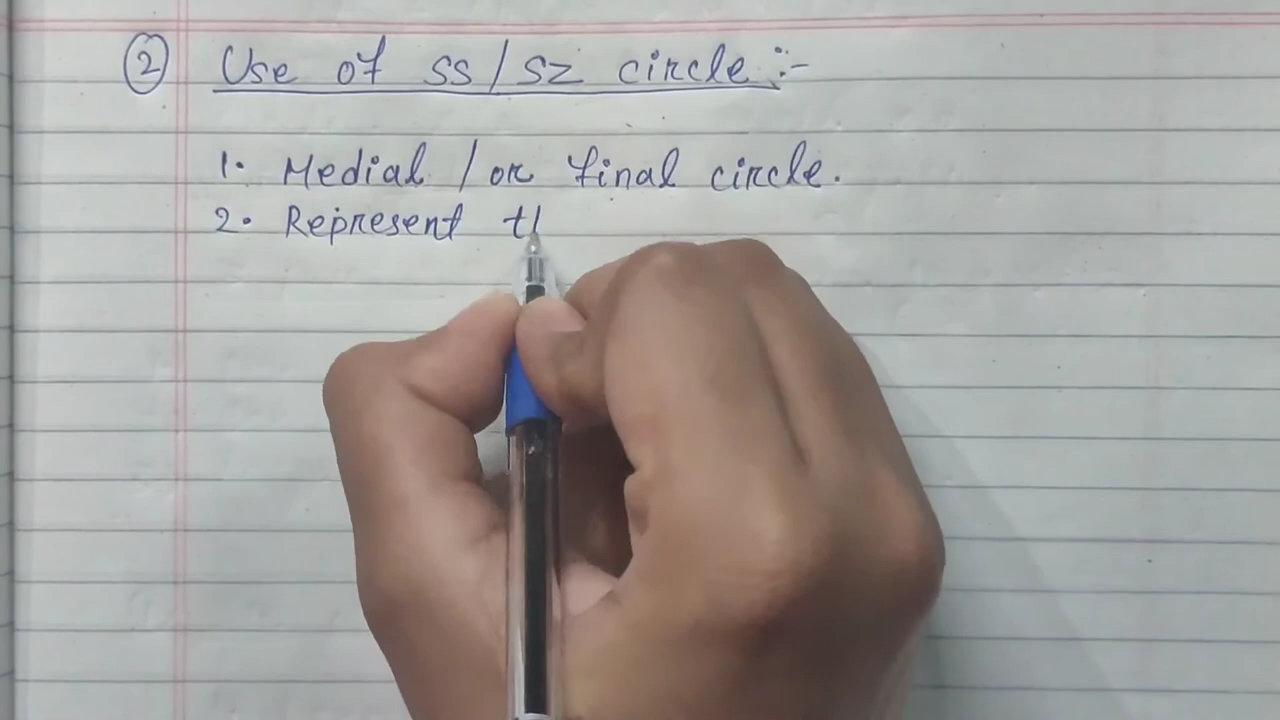 ② Use of ss/sz circle :-
1. Medial / or final circle.
2. Represent t